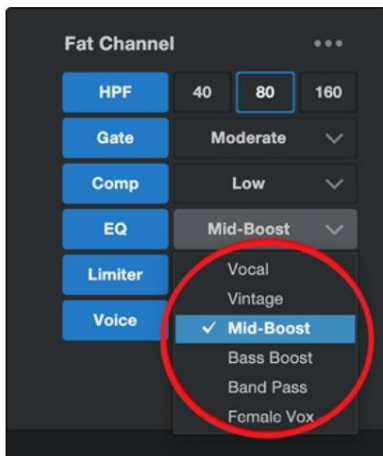 Fat Channel
HPF 40 80 160
Gate Moderate
Comp Low
EQ Mid-Boost
Limiter Vocal
Vintage
Voice ✓ Mid-Boost
Bass Boost
Band Pass
Female Vox